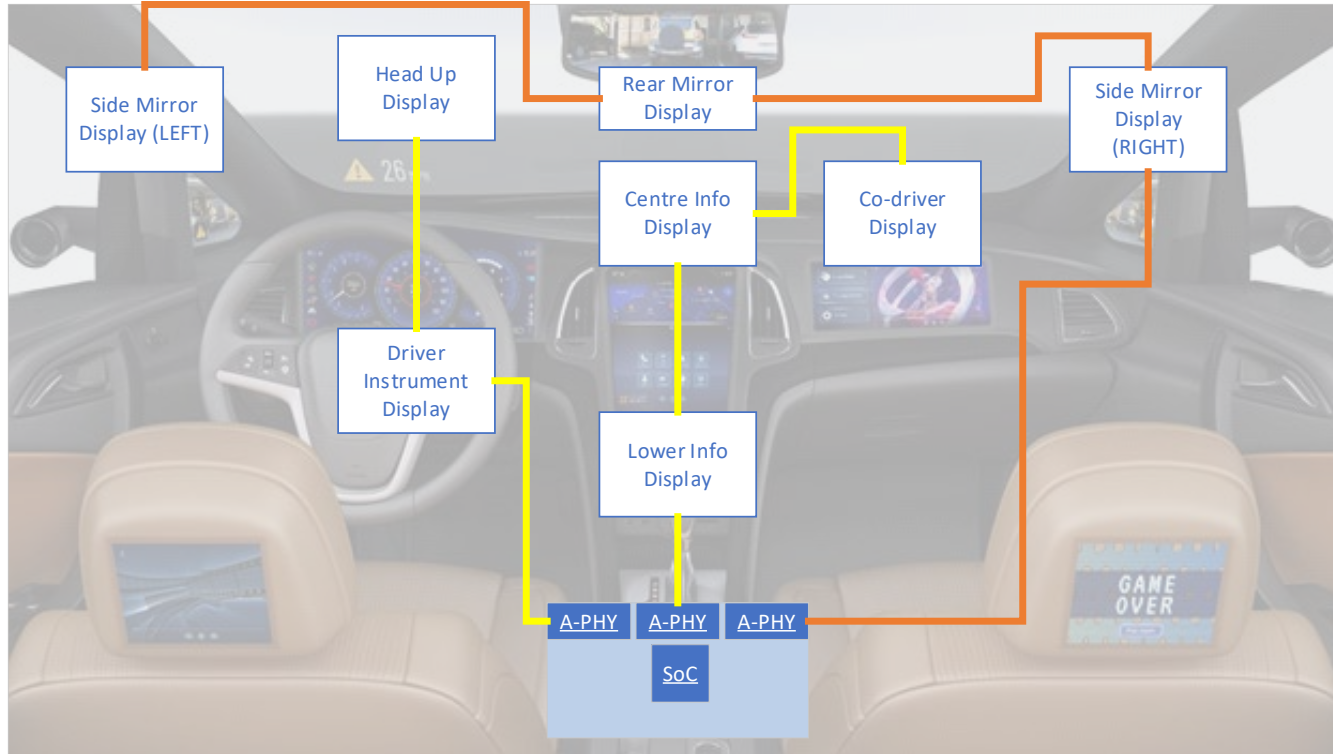 Head Up
Display
Side Mirror
Display (LEFT)
Rear Mirror
Display
Side Mirror
Display
(RIGHT)
26
Centre Info
Display
Co-driver
Display
Driver
Instrument
Display
Lower Info
Display
GAME
OVER
A-PHY
A-PHY
A-PHY
SoC